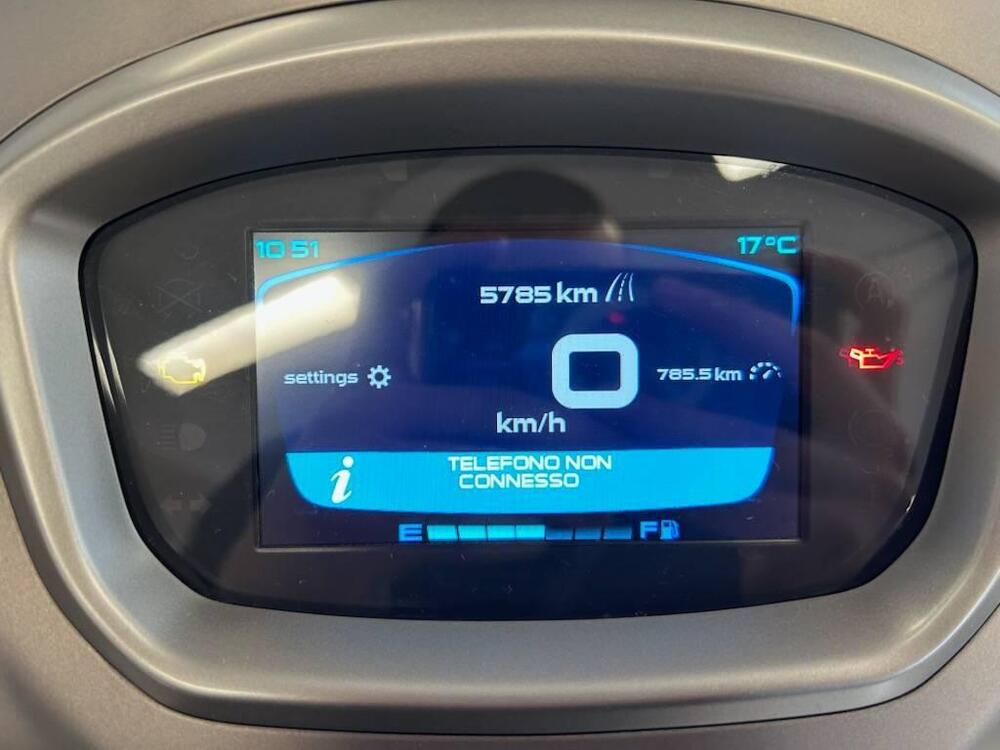 10 51
17°C
5785 km
settings
0
785.5 km
km/h
i
TELEFONO NON
CONNESSO
E
F